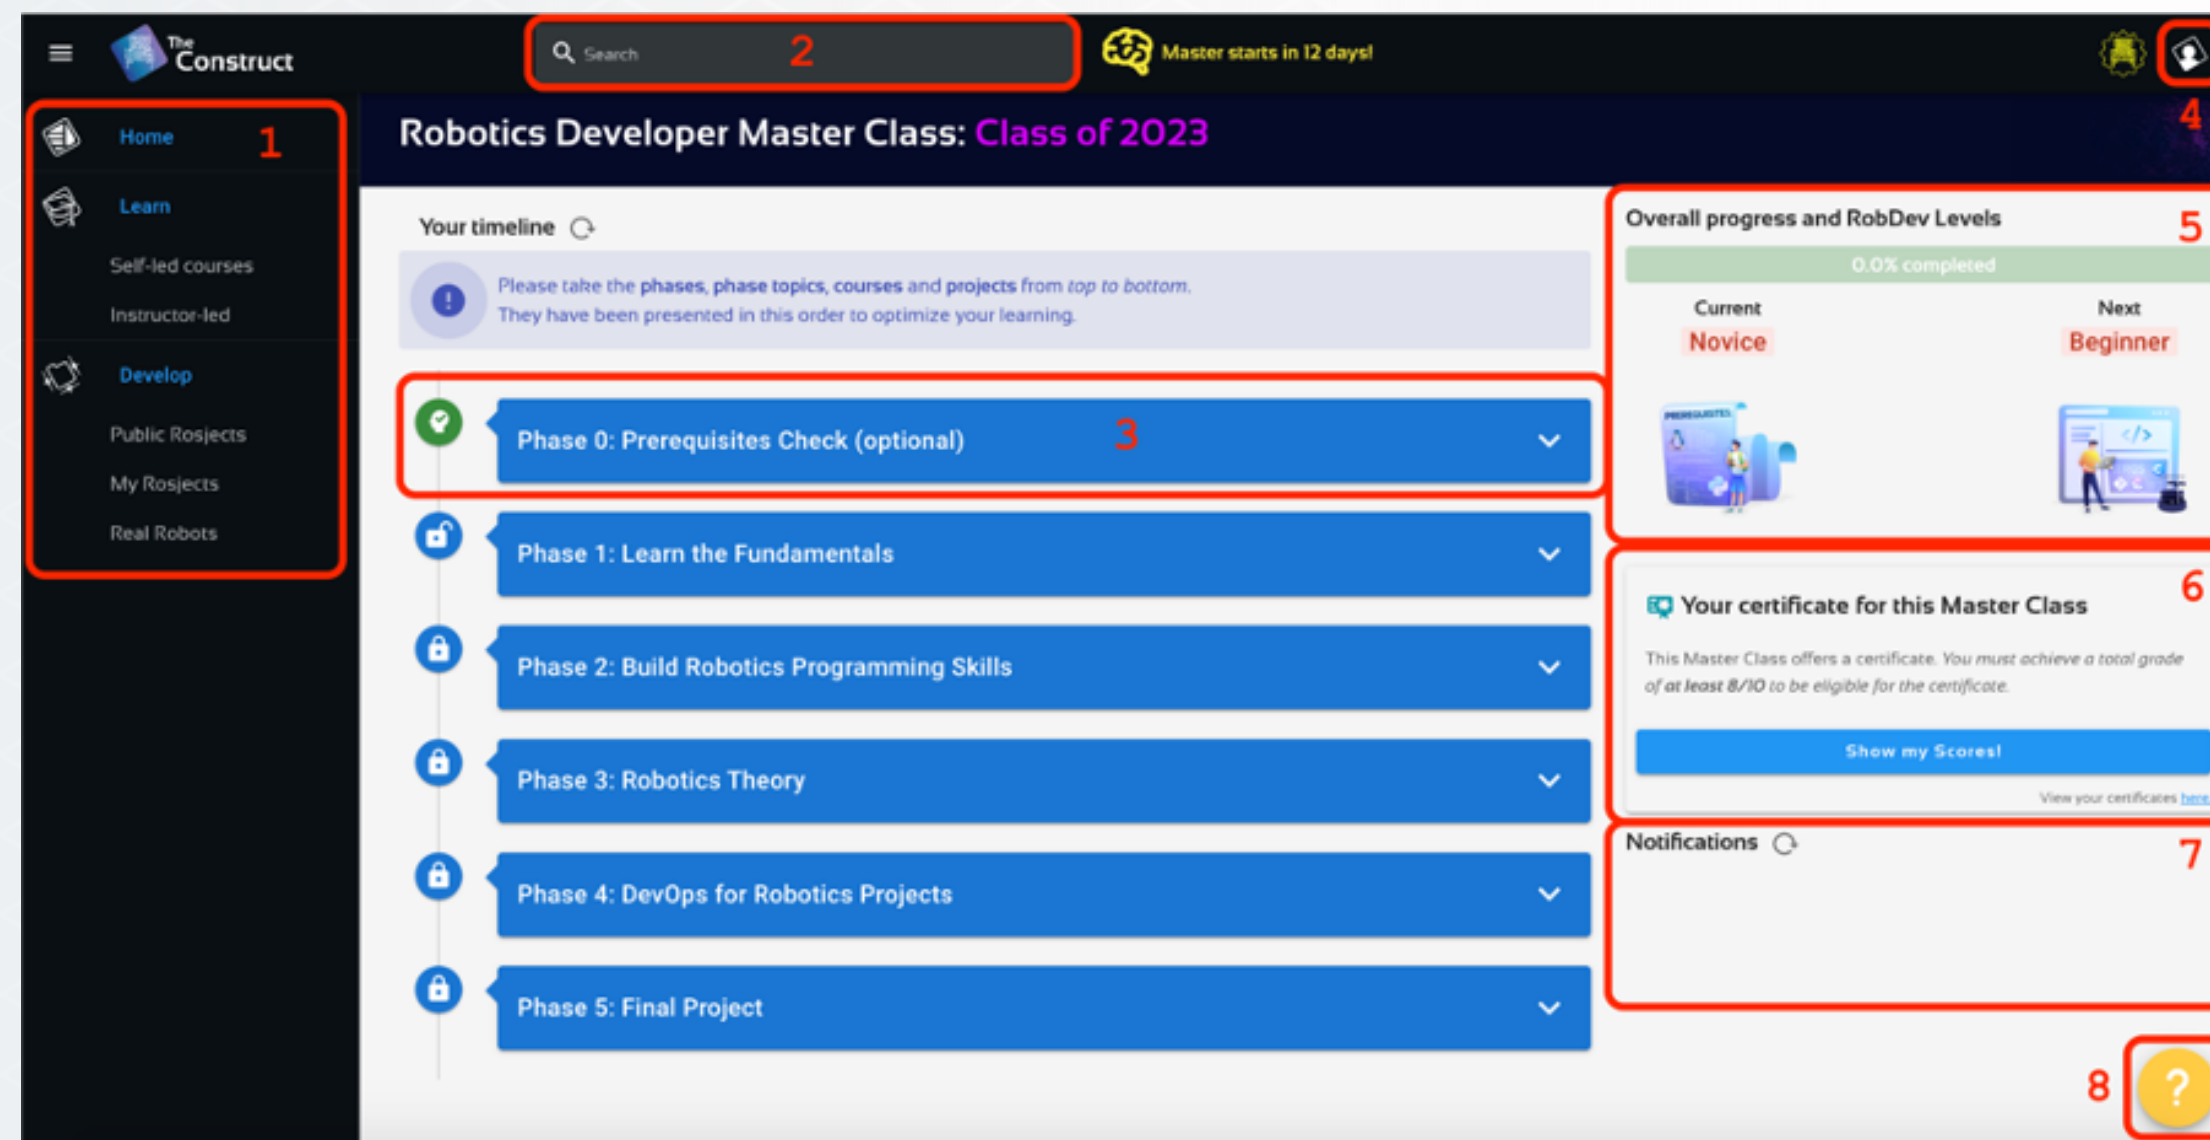 The Construct
Search
2
Master starts in 12 days!
4
Home
1
Learn
Self-led courses
Instructor-led
Develop
Public Rosjects
My Rosjects
Real Robots
Robotics Developer Master Class: Class of 2023
Your timeline
Please take the phases, phase topics, courses and projects from top to bottom.
They have been presented in this order to optimize your learning.
Phase 0: Prerequisites Check (optional)
3
Phase 1: Learn the Fundamentals
Phase 2: Build Robotics Programming Skills
Phase 3: Robotics Theory
Phase 4: DevOps for Robotics Projects
Phase 5: Final Project
Overall progress and RobDev Levels
5
0.0% completed
Current
Novice
Next
Beginner
PREREQUISITES
</>
6
Your certificate for this Master Class
This Master Class offers a certificate. You must achieve a total grade
of at least 8/10 to be eligible for the certificate.
Show my Scores!
View your certificates here.
Notifications
7
8
?